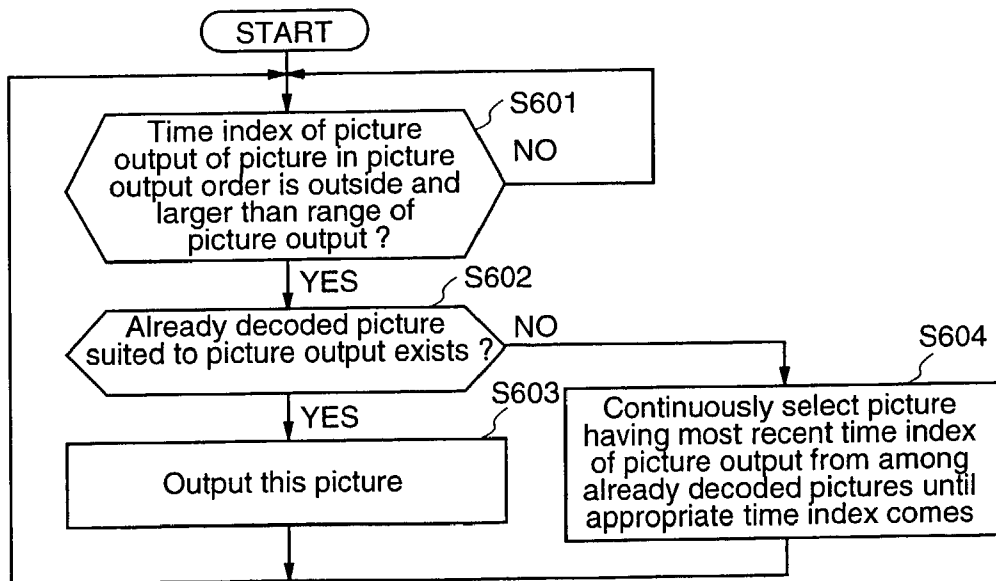 START
S601
Time index of picture
output of picture in picture
output order is outside and
larger than range of
picture output ?
NO
YES
S602
Already decoded picture
suited to picture output exists ?
NO
YES
S603
Output this picture
S604
Continuously select picture
having most recent time index
of picture output from among
already decoded pictures until
appropriate time index comes